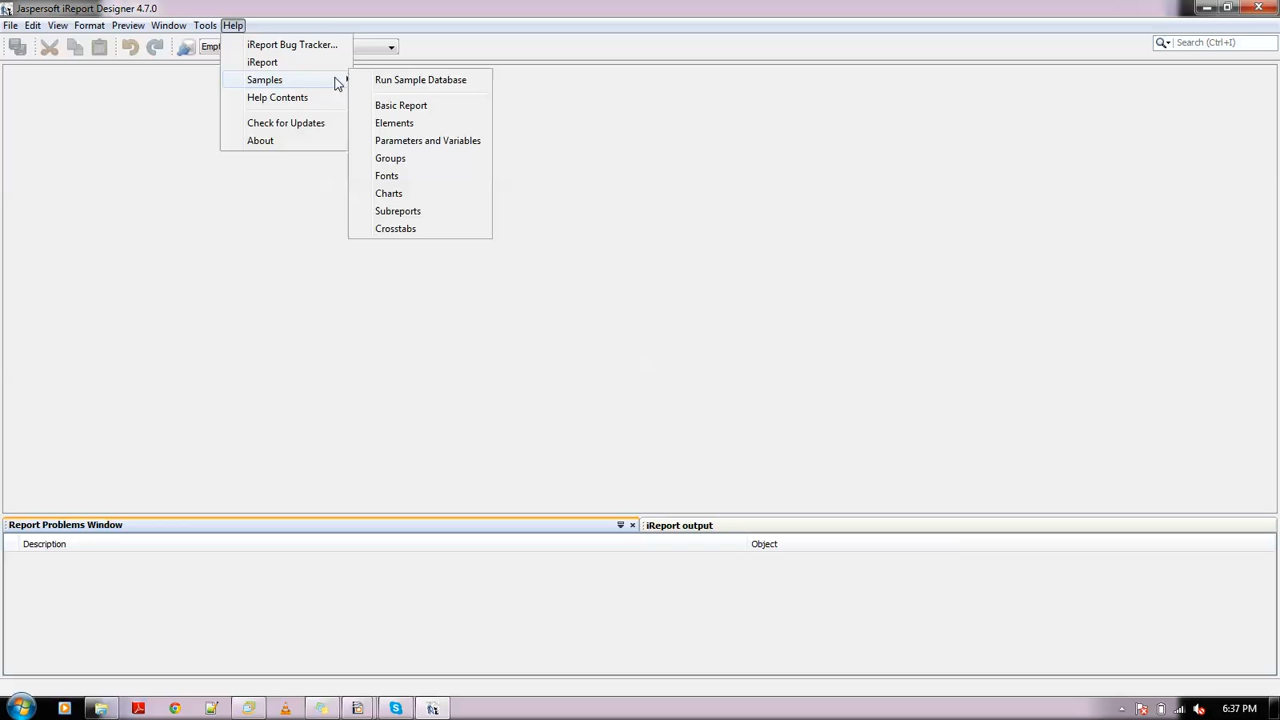 Jaspersoft iReport Designer 4.7.0
File Edit View Format Preview Window Tools Help
Search (Ctrl+I)
iReport Bug Tracker...
iReport
Samples
Help Contents
Check for Updates
About
Run Sample Database
Basic Report
Elements
Parameters and Variables
Groups
Fonts
Charts
Subreports
Crosstabs
Report Problems Window
iReport output
Description
Object
6:37 PM